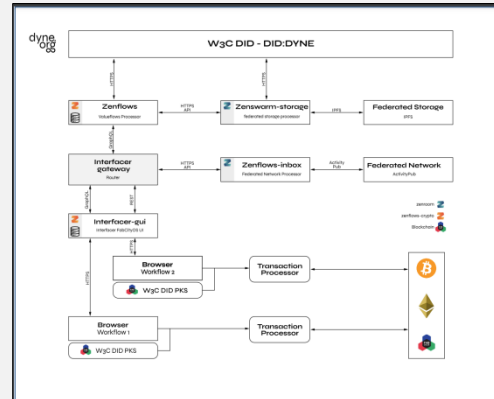 dyne.org
W3C DID - DID:DYNE
HTTPS
HTTPS
Zenflows
Valueflows Processor
HTTPS
API
Zenswarm-storage
Federated storage processor
IPFS
Federated Storage
IPFS
GraphQL
Interfacer
gateway
Router
HTTPS
API
Zenflows-inbox
Federated Network Processor
Activity
Pub
Federated Network
ActivityPub
GraphQL
REST
zenroom
zenflows-crypto
Blockchain
Interfacer-gui
Interfacer FabCityOS UI
HTTPS
HTTPS
Browser
Workflow 2
W3C DID PKS
Transaction
Processor
Browser
Workflow 1
W3C DID PKS
Transaction
Processor